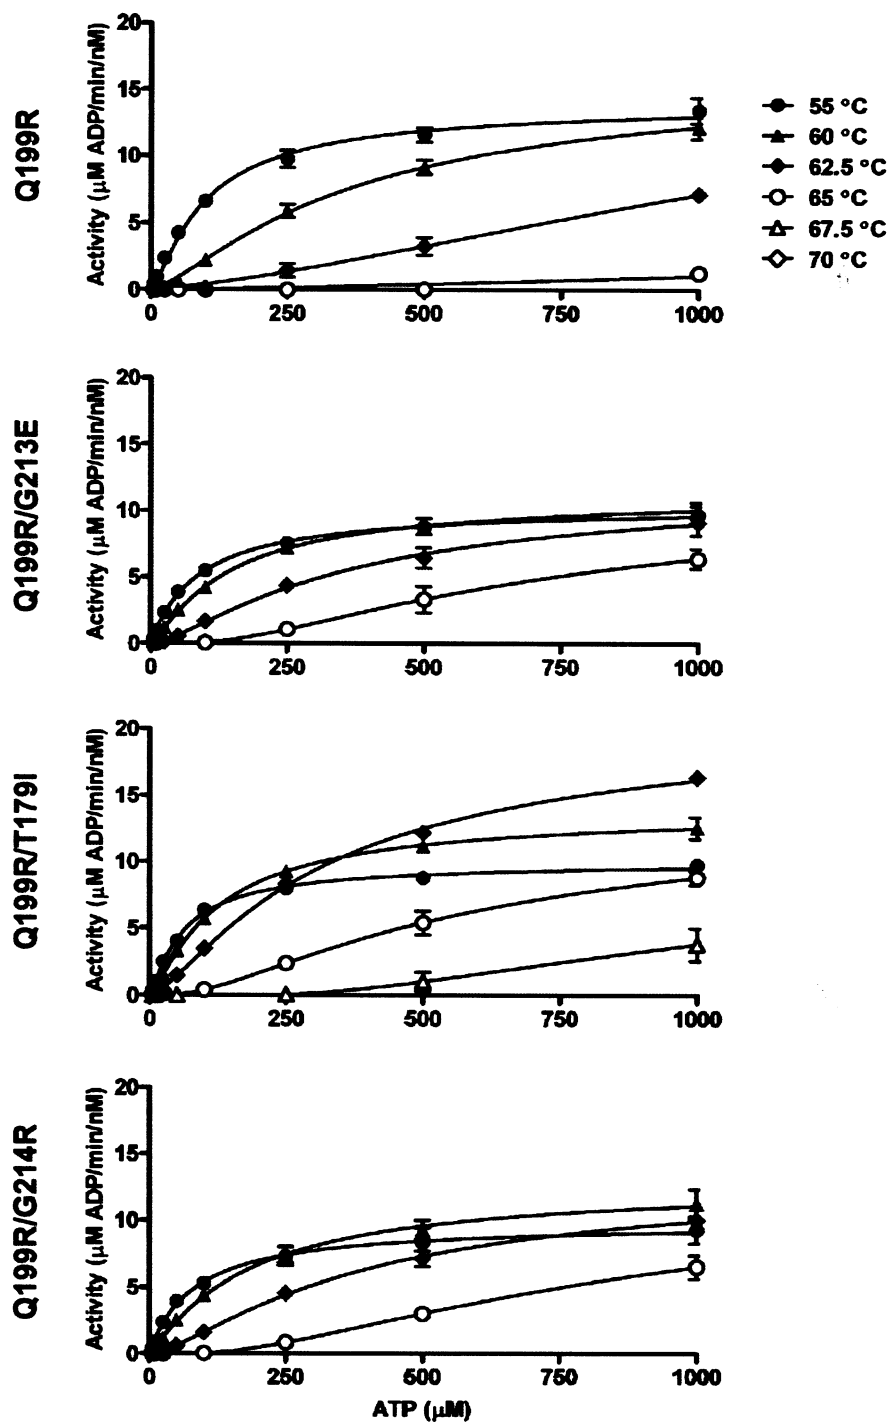 Q199R
Activity (µM ADP/min/nM)
20
15
10
5
0
0 250 500 750 1000
55 °C
60 °C
62.5 °C
65 °C
67.5 °C
70 °C
Q199R/G213E
Activity (µM ADP/min/nM)
20
15
10
5
0
0 250 500 750 1000
Q199R/T179I
Activity (µM ADP/min/nM)
20
15
10
5
0
0 250 500 750 1000
Q199R/G214R
Activity (µM ADP/min/nM)
20
15
10
5
0
0 250 500 750 1000
ATP (µM)